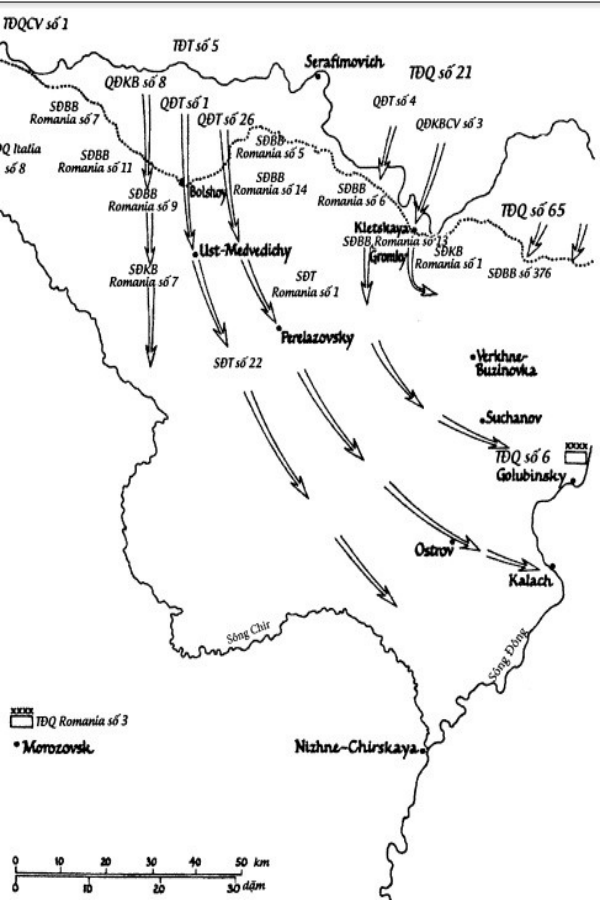 TĐQCV số 1
TĐT số 5
Serafimovich
TĐQ số 21
QĐKB số 8
QĐT số 1
QĐT số 26
QĐT số 4
QĐKBCV số 3
SĐBB
Romania số 7
SĐBB
Romania số 5
Q Italia
số 8
SĐBB
Romania số 11
SĐBB
Romania số 14
SĐBB
Romania số 6
Bolshoy
SĐBB
Romania số 9
TĐQ số 65
Kletskaya
SĐBB Romania số 13
Gromky
SĐKB
Romania số 1
Ust-Medvedichy
SĐBB số 376
SĐKB
Romania số 7
SĐT
Romania số 1
Perelazovsky
SĐT số 22
Verkhne-
Buzinovka
Suchanov
XXXX
TĐQ số 6
Golubinsky
Ostrov
Kalach
Sông Chir
Sông Đông
XXXX
TĐQ Romania số 3
Morozovsk
Nizhne-Chirskaya
0 10 20 30 40 50 km
0 10 20 30 dặm